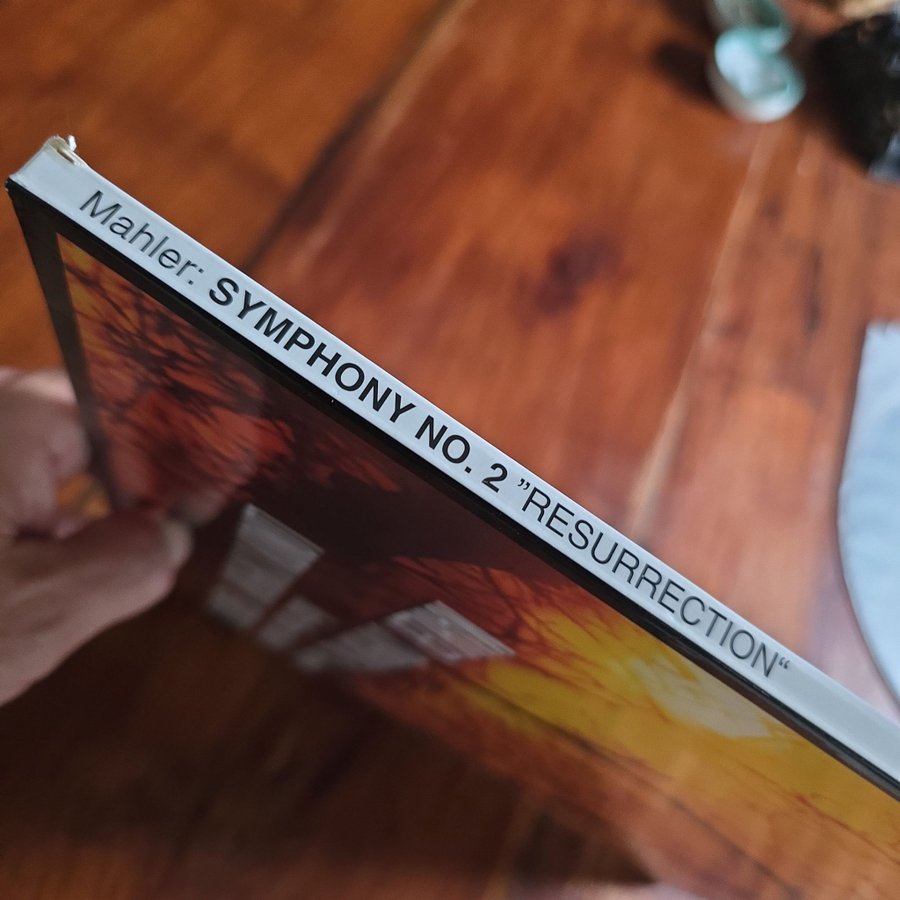 Mahler: SYMPHONY NO. 2 ”RESURRECTION“